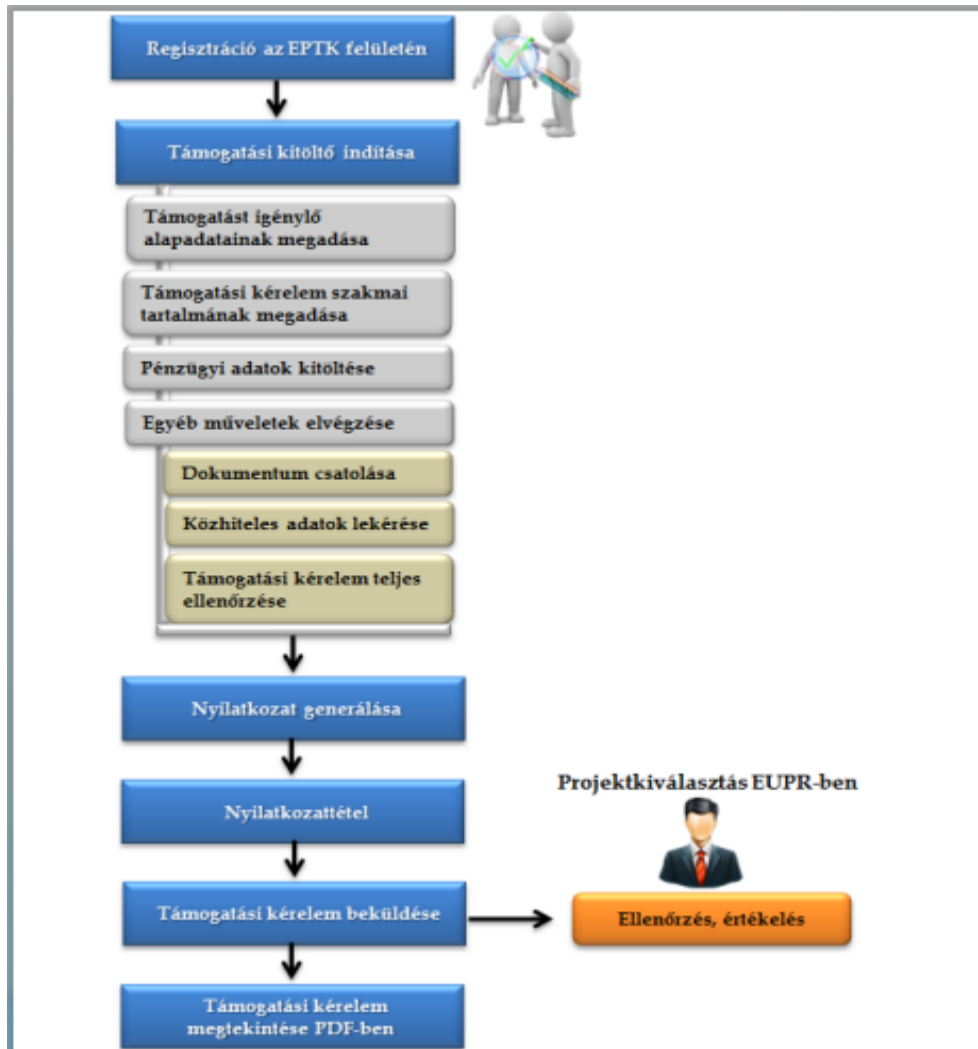 Regisztráció az EPTK felületén
Támogatási kitöltő indítása
Támogatást igénylő
alapadatainak megadása
Támogatási kérelem szakmai
tartalmának megadása
Pénzügyi adatok kitöltése
Egyéb műveletek elvégzése
Dokumentum csatolása
Közhiteles adatok lekérése
Támogatási kérelem teljes
ellenőrzése
Nyilatkozat generálása
Nyilatkozattétel
Projektkiválasztás EUPR-ben
Támogatási kérelem beküldése
Ellenőrzés, értékelés
Támogatási kérelem
megtekintése PDF-ben